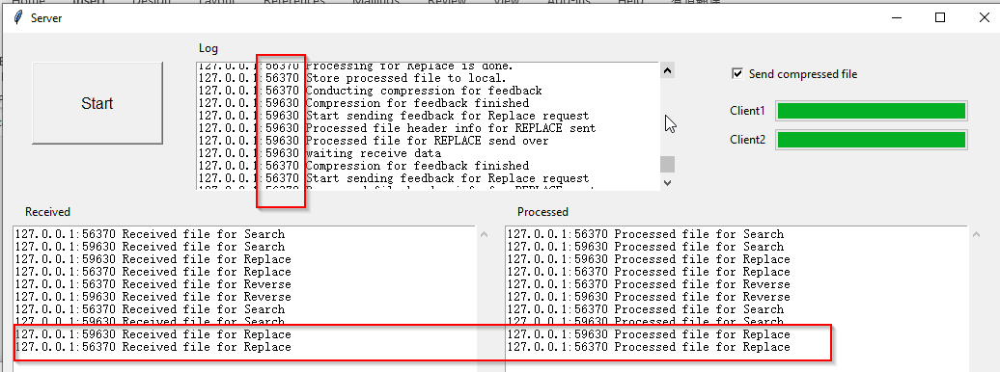 Home Insert Design Layout References Mailings Review View Add-ins Help
Server
Log
Start
127.0.0.1:56370 Processing for Replace is done.
127.0.0.1:56370 Store processed file to local.
127.0.0.1:56370 Conducting compression for feedback
127.0.0.1:59630 Compression for feedback finished
127.0.0.1:59630 Start sending feedback for Replace request
127.0.0.1:59630 Processed file header info for REPLACE sent
127.0.0.1:59630 Processed file for REPLACE send over
127.0.0.1:59630 waiting receive data
127.0.0.1:56370 Compression for feedback finished
127.0.0.1:56370 Start sending feedback for Replace request
Send compressed file
Client1
Client2
Received
127.0.0.1:56370 Received file for Search
127.0.0.1:59630 Received file for Search
127.0.0.1:59630 Received file for Replace
127.0.0.1:56370 Received file for Replace
127.0.0.1:56370 Received file for Reverse
127.0.0.1:59630 Received file for Reverse
127.0.0.1:56370 Received file for Search
127.0.0.1:59630 Received file for Search
127.0.0.1:59630 Received file for Replace
127.0.0.1:56370 Received file for Replace
Processed
127.0.0.1:56370 Processed file for Search
127.0.0.1:59630 Processed file for Search
127.0.0.1:59630 Processed file for Replace
127.0.0.1:56370 Processed file for Replace
127.0.0.1:56370 Processed file for Reverse
127.0.0.1:59630 Processed file for Reverse
127.0.0.1:56370 Processed file for Search
127.0.0.1:59630 Processed file for Search
127.0.0.1:59630 Processed file for Replace
127.0.0.1:56370 Processed file for Replace